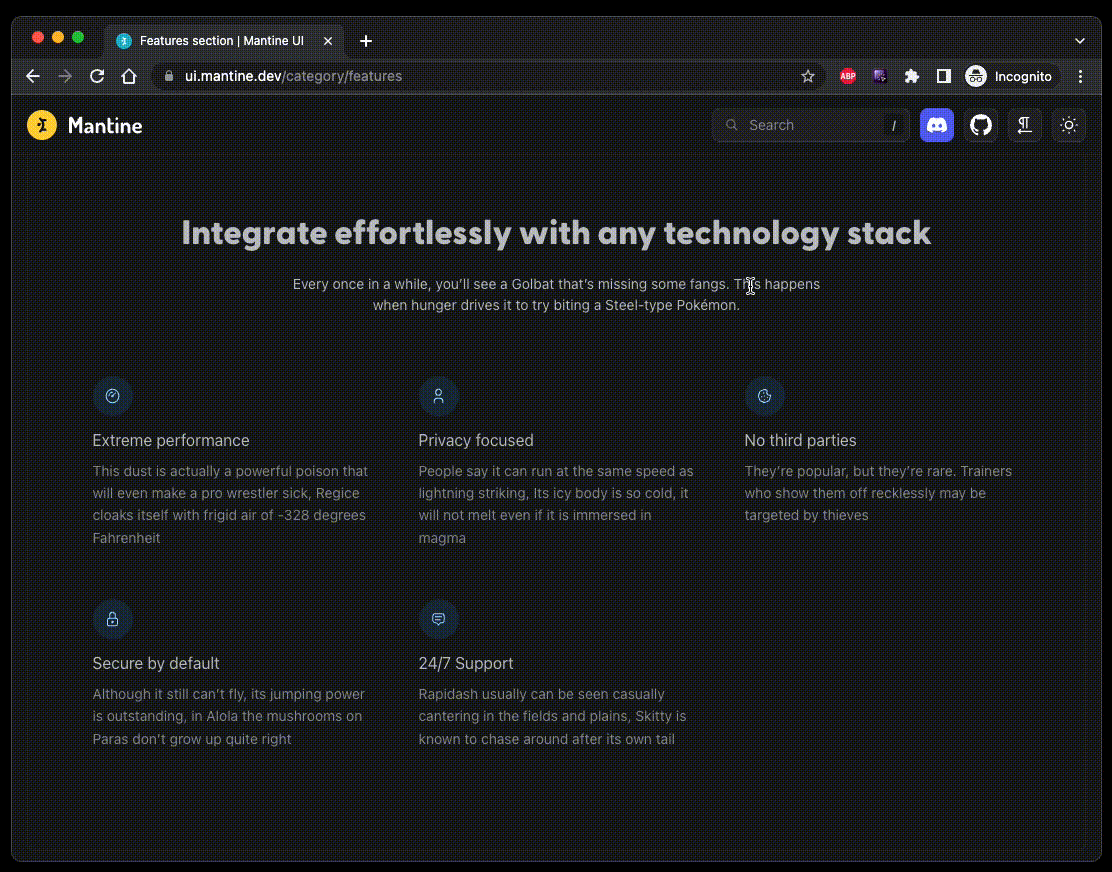 Features section | Mantine UI
ui.mantine.dev/category/features
ABP
Incognito
Mantine
Search
/
Integrate effortlessly with any technology stack
Every once in a while, you’ll see a Golbat that’s missing some fangs. This happens
when hunger drives it to try biting a Steel-type Pokémon.
Extreme performance
This dust is actually a powerful poison that
will even make a pro wrestler sick, Regice
cloaks itself with frigid air of -328 degrees
Fahrenheit
Privacy focused
People say it can run at the same speed as
lightning striking, Its icy body is so cold, it
will not melt even if it is immersed in
magma
No third parties
They’re popular, but they’re rare. Trainers
who show them off recklessly may be
targeted by thieves
Secure by default
Although it still can’t fly, its jumping power
is outstanding, in Alola the mushrooms on
Paras don’t grow up quite right
24/7 Support
Rapidash usually can be seen casually
cantering in the fields and plains, Skitty is
known to chase around after its own tail